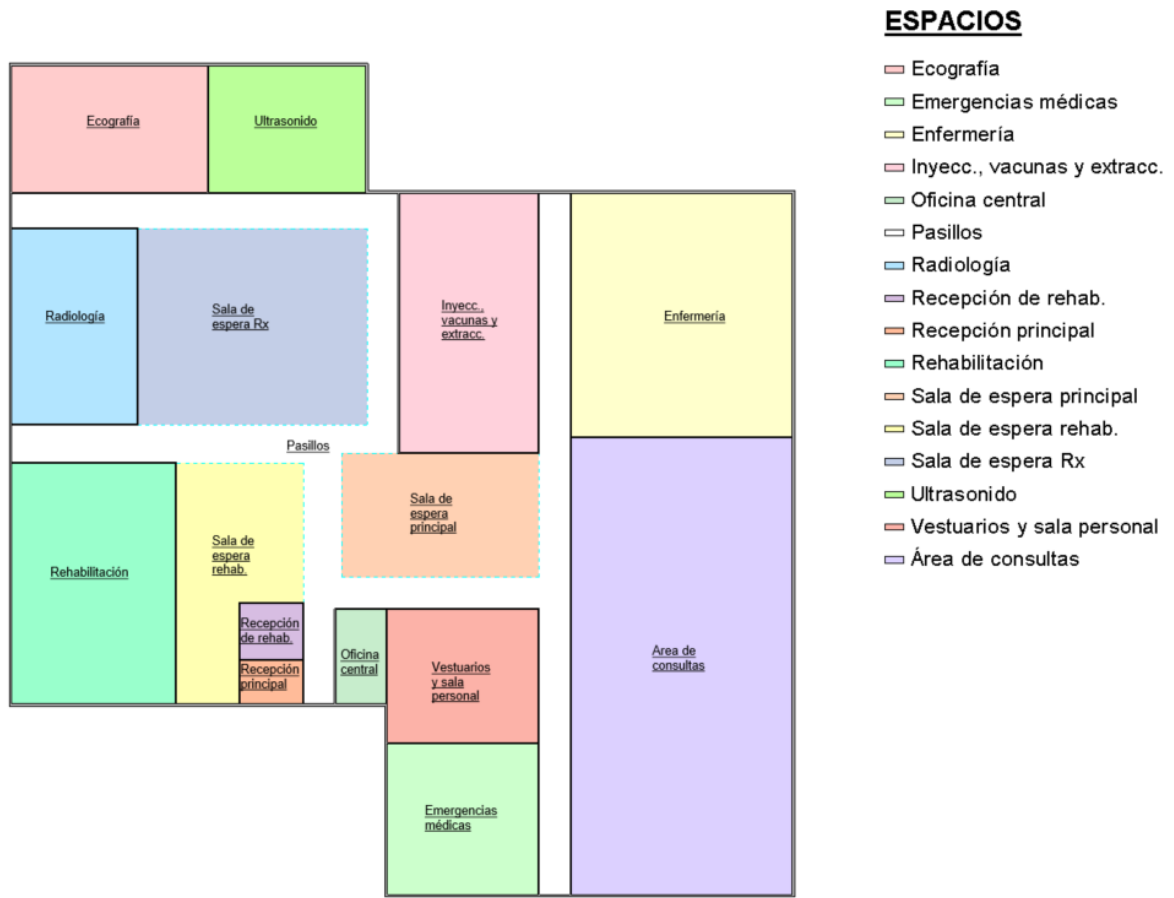 ESPACIOS
Ecografía
Emergencias médicas
Enfermería
Inyecc., vacunas y extracc.
Oficina central
Pasillos
Radiología
Recepción de rehab.
Recepción principal
Rehabilitación
Sala de espera principal
Sala de espera rehab.
Sala de espera Rx
Ultrasonido
Vestuarios y sala personal
Área de consultas
Ecografía
Ultrasonido
Radiología
Sala de
espera Rx
Inyecc.,
vacunas y
extracc.
Enfermería
Pasillos
Sala de
espera
principal
Rehabilitación
Sala de
espera
rehab.
Recepción
de rehab.
Recepción
principal
Oficina
central
Vestuarios
y sala
personal
Area de
consultas
Emergencias
médicas